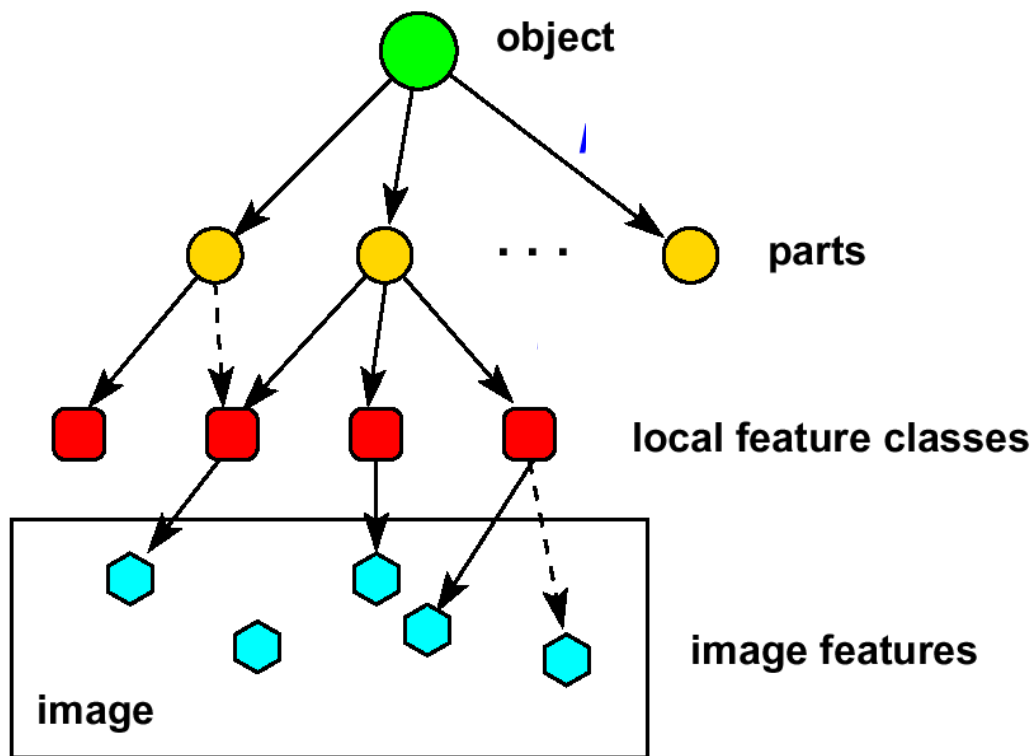 object
. . .
parts
local feature classes
image features
image